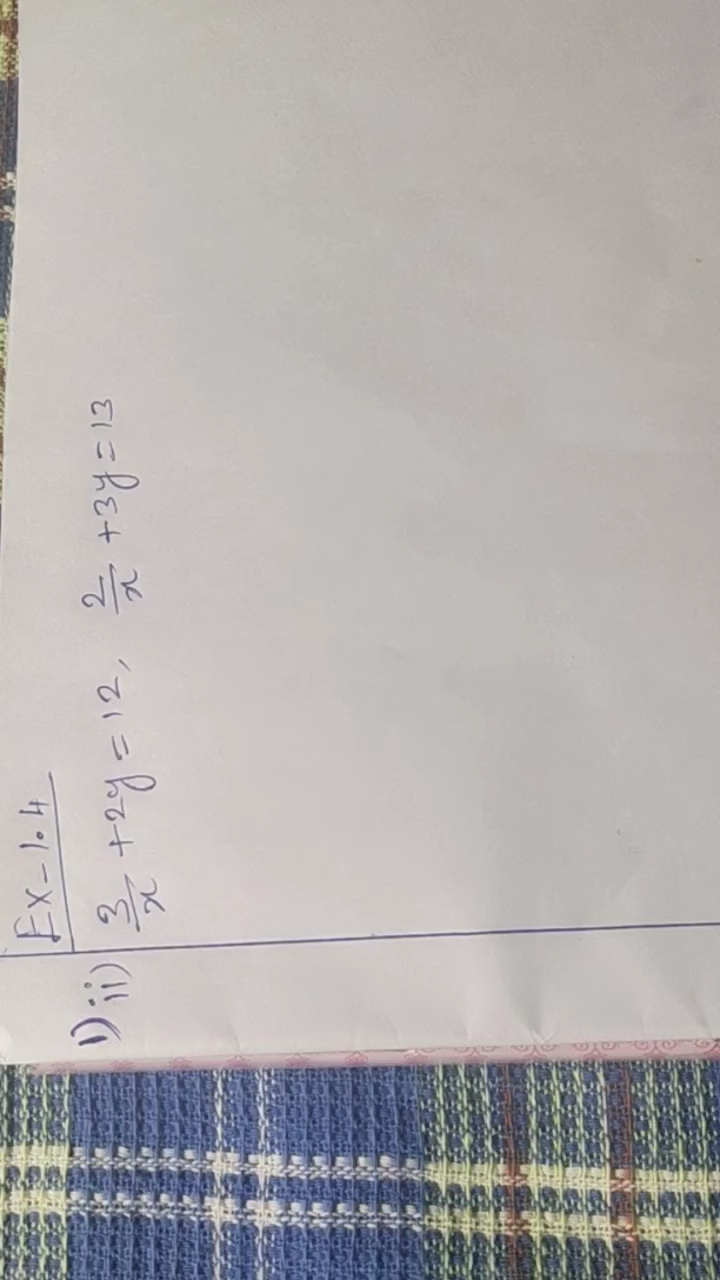 Ex-1.4
1) ii) 3/x + 2y = 12, 2/x + 3y = 13